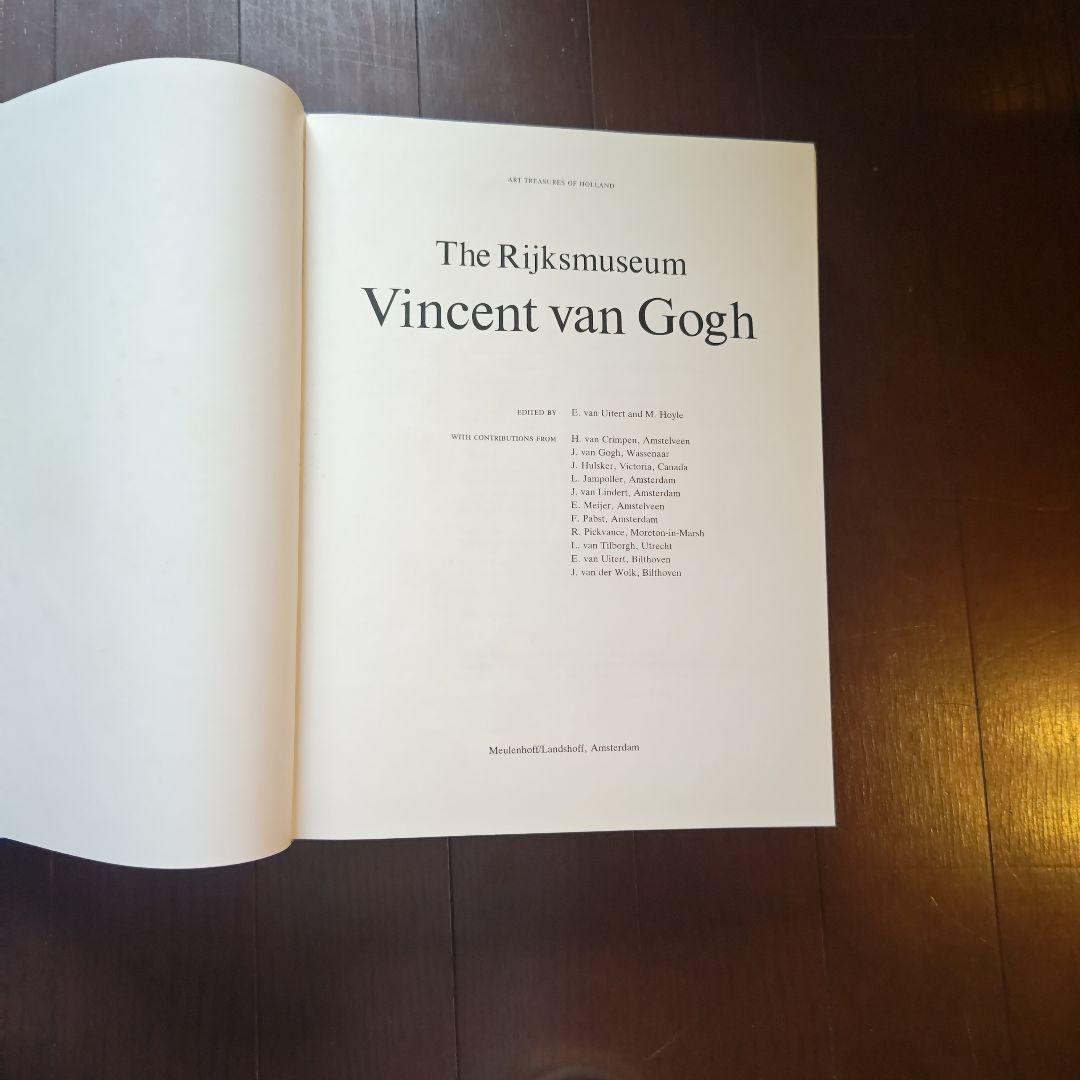 ART TREASURES OF HOLLAND
The Rijksmuseum
Vincent van Gogh
EDITED BY E. van Uitert and M. Hoyle
WITH CONTRIBUTIONS FROM H. van Crimpen, Amstelveen
J. van Gogh, Wassenaar
J. Hulsker, Victoria, Canada
L. Jampoller, Amsterdam
J. van Lindert, Amsterdam
E. Meijer, Amstelveen
F. Pabst, Amsterdam
R. Pickvance, Moreton-in-Marsh
L. van Tilborgh, Utrecht
E. van Uitert, Bilthoven
J. van der Wolk, Bilthoven
Meulenhoff/Landshoff, Amsterdam